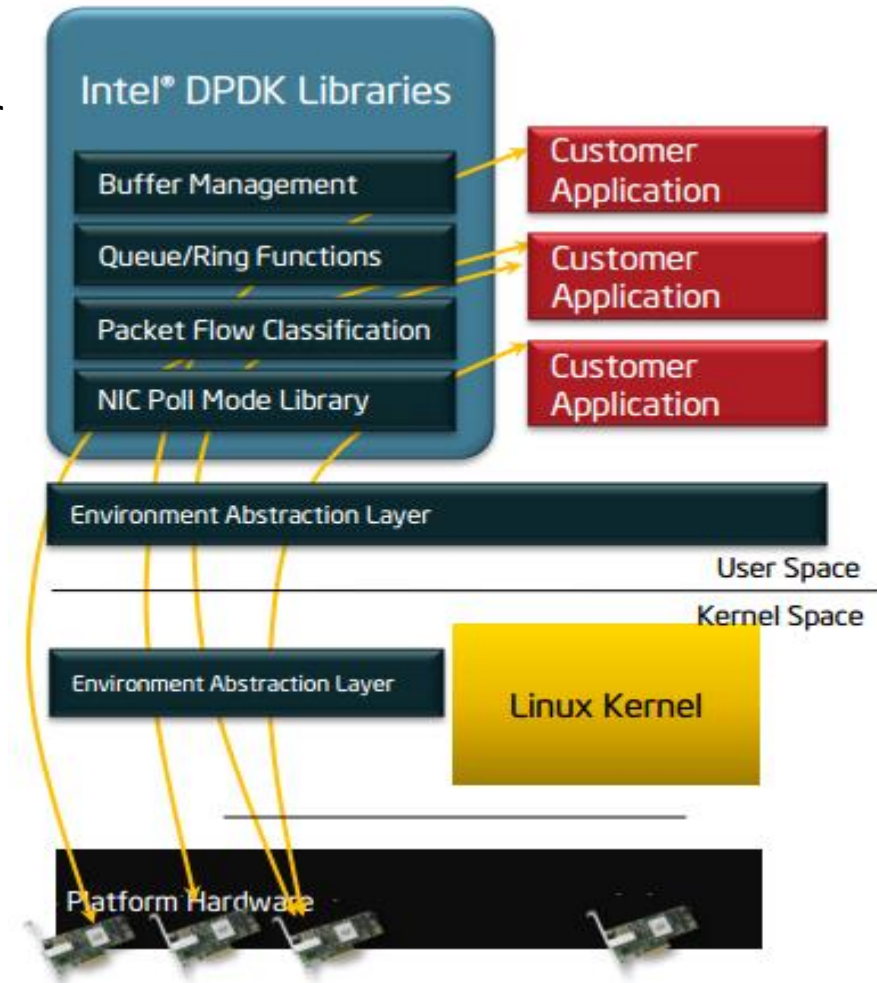 Intel® DPDK Libraries
Buffer Management
Queue/Ring Functions
Packet Flow Classification
NIC Poll Mode Library
Customer
Application
Customer
Application
Customer
Application
Environment Abstraction Layer
User Space
Kernel Space
Environment Abstraction Layer
Linux Kernel
Platform Hardware